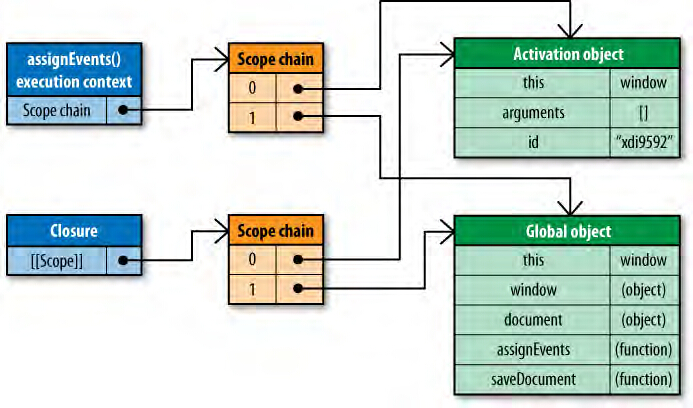 assignEvents()
execution context
Scope chain
Scope chain
0
1
Activation object
this window
arguments []
id “xdi9592”
Closure
[[Scope]]
Scope chain
0
1
Global object
this window
window (object)
document (object)
assignEvents (function)
saveDocument (function)